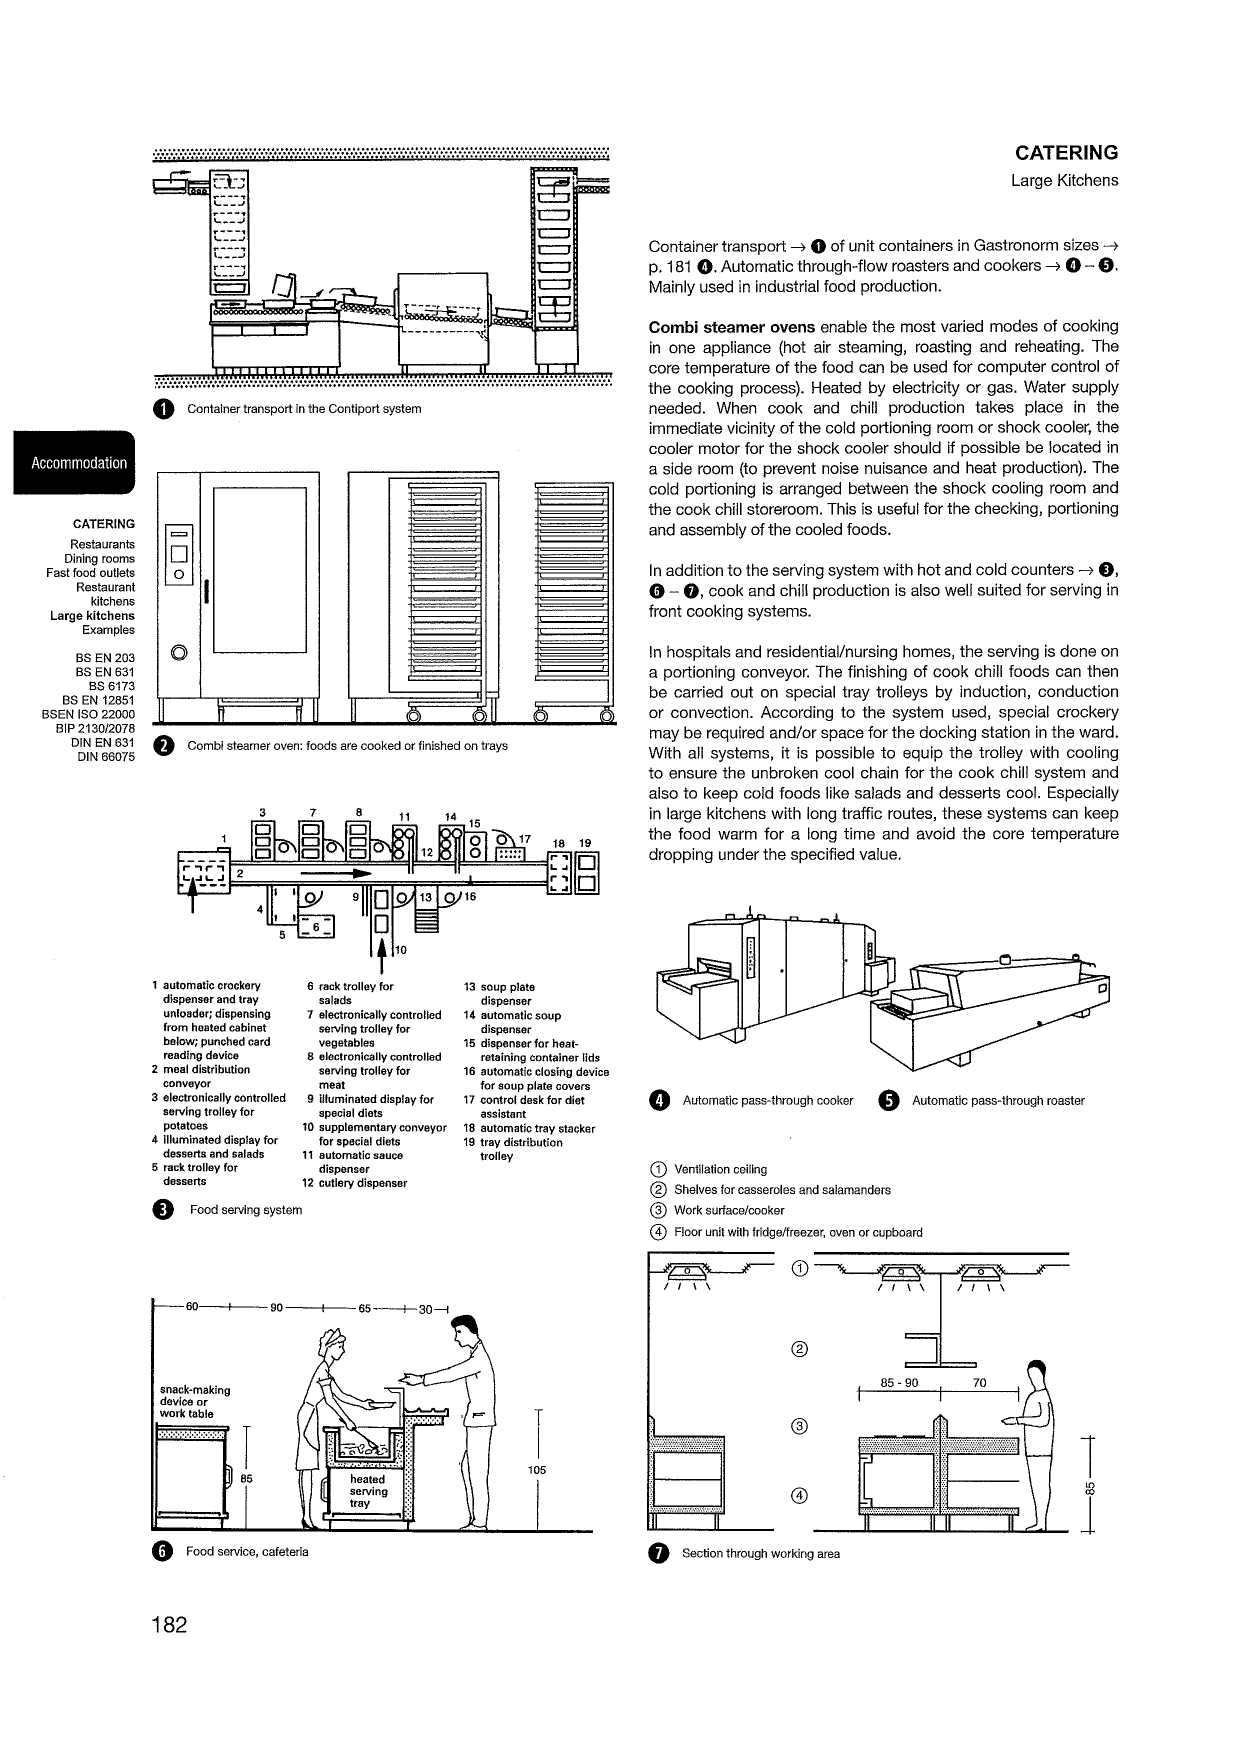 CATERING
Large Kitchens
Container transport → ❶ of unit containers in Gastronorm sizes →
p. 181 ❹. Automatic through-flow roasters and cookers → ❹ – ❺.
Mainly used in industrial food production.
Combi steamer ovens enable the most varied modes of cooking
in one appliance (hot air steaming, roasting and reheating. The
core temperature of the food can be used for computer control of
the cooking process). Heated by electricity or gas. Water supply
needed. When cook and chill production takes place in the
immediate vicinity of the cold portioning room or shock cooler, the
cooler motor for the shock cooler should if possible be located in
a side room (to prevent noise nuisance and heat production). The
cold portioning is arranged between the shock cooling room and
the cook chill storeroom. This is useful for the checking, portioning
and assembly of the cooled foods.
In addition to the serving system with hot and cold counters → ❸,
❻ – ❼, cook and chill production is also well suited for serving in
front cooking systems.
In hospitals and residential/nursing homes, the serving is done on
a portioning conveyor. The finishing of cook chill foods can then
be carried out on special tray trolleys by induction, conduction
or convection. According to the system used, special crockery
may be required and/or space for the docking station in the ward.
With all systems, it is possible to equip the trolley with cooling
to ensure the unbroken cool chain for the cook chill system and
also to keep cold foods like salads and desserts cool. Especially
in large kitchens with long traffic routes, these systems can keep
the food warm for a long time and avoid the core temperature
dropping under the specified value.
❶ Container transport in the Contiport system
Accommodation
CATERING
Restaurants
Dining rooms
Fast food outlets
Restaurant
kitchens
Large kitchens
Examples
BS EN 203
BS EN 631
BS 6173
BS EN 12851
BSEN ISO 22000
BIP 2130/2078
DIN EN 631
DIN 66075
❷ Combi steamer oven: foods are cooked or finished on trays
3 7 8 11 14 15
1 12 17 18 19
2
4 9 13 16
5 6
10
1 automatic crockery
dispenser and tray
unloader; dispensing
from heated cabinet
below; punched card
reading device
2 meal distribution
conveyor
3 electronically controlled
serving trolley for
potatoes
4 illuminated display for
desserts and salads
5 rack trolley for
desserts
6 rack trolley for
salads
7 electronically controlled
serving trolley for
vegetables
8 electronically controlled
serving trolley for
meat
9 illuminated display for
special diets
10 supplementary conveyor
for special diets
11 automatic sauce
dispenser
12 cutlery dispenser
13 soup plate
dispenser
14 automatic soup
dispenser
15 dispenser for heat-
retaining container lids
16 automatic closing device
for soup plate covers
17 control desk for diet
assistant
18 automatic tray stacker
19 tray distribution
trolley
❸ Food serving system
❹ Automatic pass-through cooker
❺ Automatic pass-through roaster
① Ventilation ceiling
② Shelves for casseroles and salamanders
③ Work surface/cooker
④ Floor unit with fridge/freezer, oven or cupboard
60 90 65 30
snack-making
device or
work table
85
heated
serving
tray
105
❻ Food service, cafeteria
①
②
85 - 90 70
③
④
85
❼ Section through working area
182